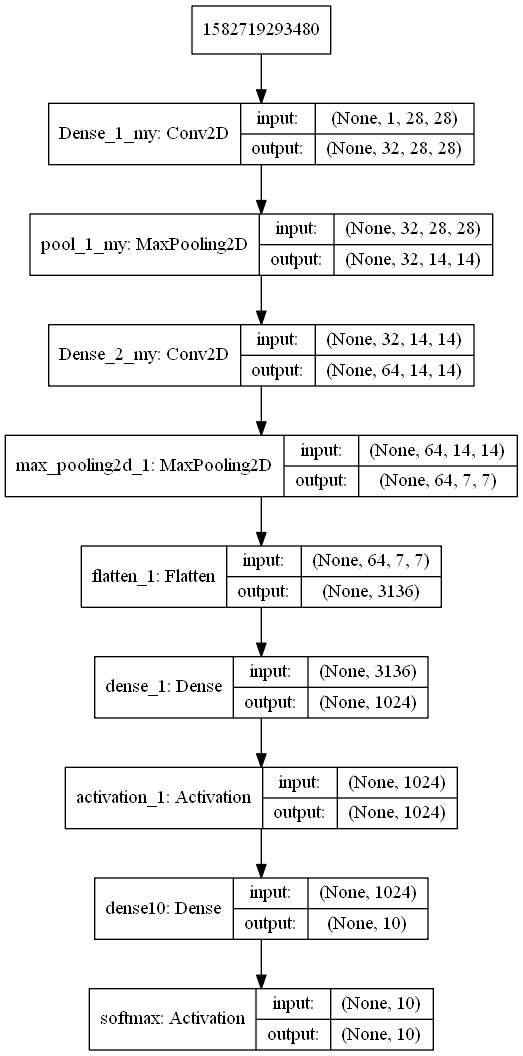 1582719293480
Dense_1_my: Conv2D
input: (None, 1, 28, 28)
output: (None, 32, 28, 28)
pool_1_my: MaxPooling2D
input: (None, 32, 28, 28)
output: (None, 32, 14, 14)
Dense_2_my: Conv2D
input: (None, 32, 14, 14)
output: (None, 64, 14, 14)
max_pooling2d_1: MaxPooling2D
input: (None, 64, 14, 14)
output: (None, 64, 7, 7)
flatten_1: Flatten
input: (None, 64, 7, 7)
output: (None, 3136)
dense_1: Dense
input: (None, 3136)
output: (None, 1024)
activation_1: Activation
input: (None, 1024)
output: (None, 1024)
dense10: Dense
input: (None, 1024)
output: (None, 10)
softmax: Activation
input: (None, 10)
output: (None, 10)